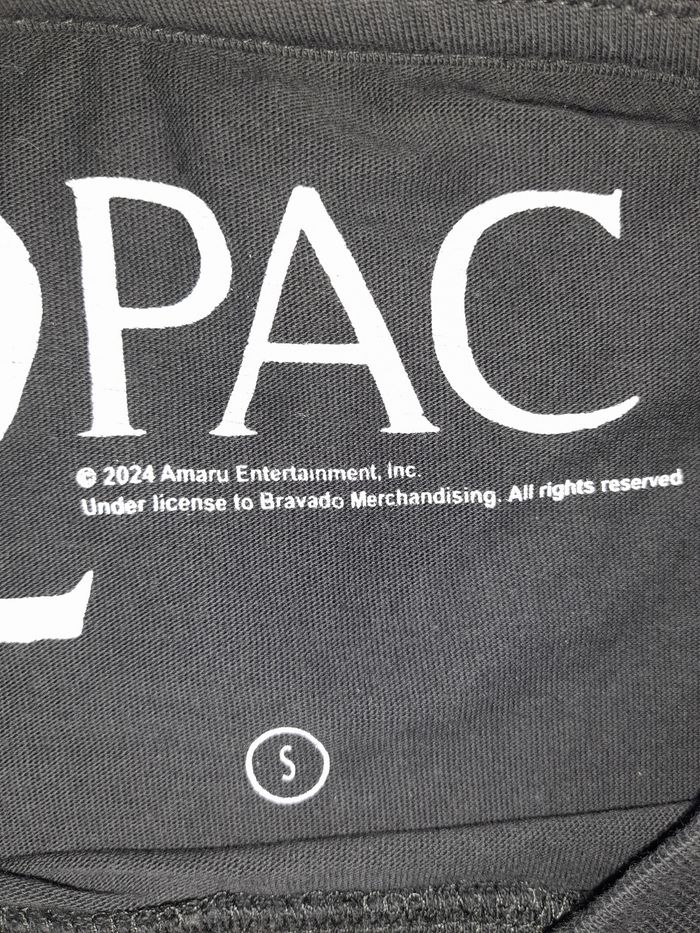 PAC
© 2024 Amaru Entertainment, Inc.
Under license to Bravado Merchandising. All rights reserved
S